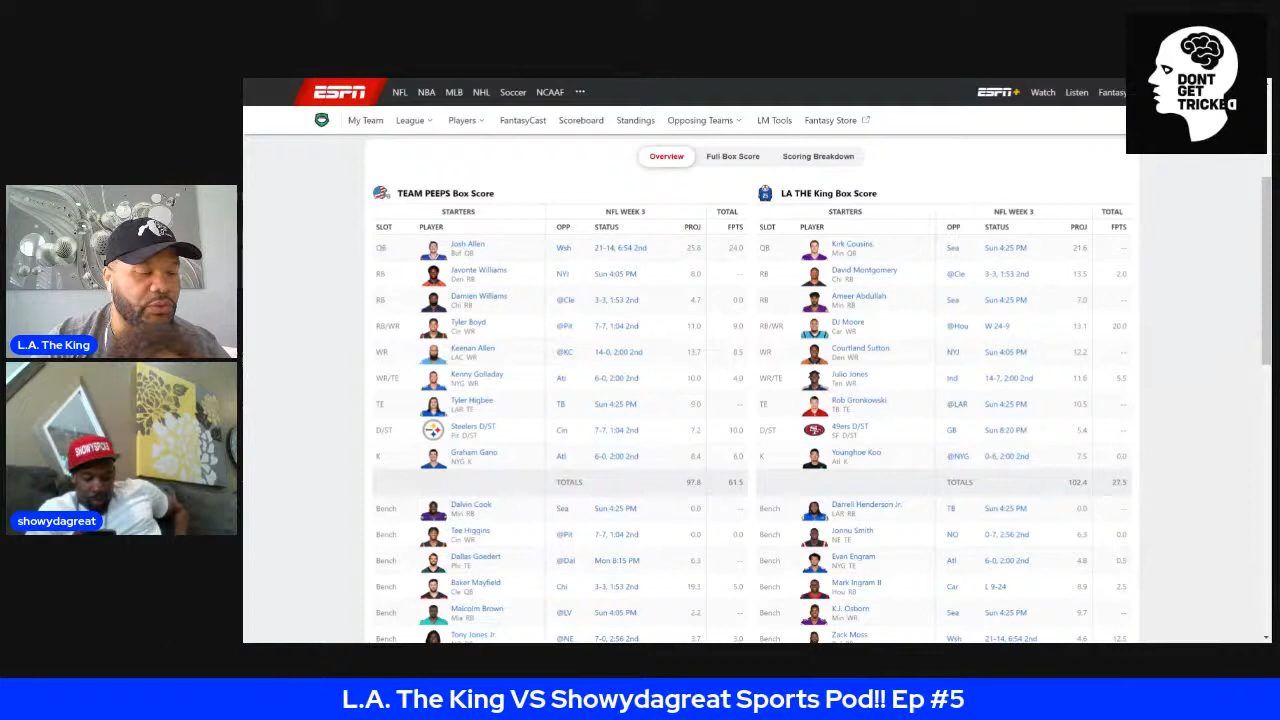 DONT
GET
TRICKED
ESPN NFL NBA MLB NHL Soccer NCAAF ••• ESPN+ Watch Listen Fantasy
My Team League Players FantasyCast Scoreboard Standings Opposing Teams LM Tools Fantasy Store
Overview Full Box Score Scoring Breakdown
TEAM PEEPS Box Score
STARTERS NFL WEEK 3 TOTAL
SLOT PLAYER OPP STATUS PROJ FPTS
QB Josh Allen Wsh 21-14, 6:54 2nd 25.8 24.0
Buf QB
RB Javonte Williams NYJ Sun 4:05 PM 8.0 --
Den RB
RB Damien Williams @Cle 3-3, 1:53 2nd 4.7 0.0
Chi RB
RB/WR Tyler Boyd @Pit 7-7, 1:04 2nd 11.0 9.0
Cin WR
WR Keenan Allen @KC 14-0, 2:00 2nd 13.7 8.5
LAC WR
WR/TE Kenny Golladay Atl 6-0, 2:00 2nd 10.0 4.0
NYG WR
TE Tyler Higbee TB Sun 4:25 PM 9.0 --
LAR TE
D/ST Steelers D/ST Cin 7-7, 1:04 2nd 7.2 10.0
Pit D/ST
K Graham Gano Atl 6-0, 2:00 2nd 8.4 6.0
NYG K
TOTALS 97.8 61.5
Bench Dalvin Cook Sea Sun 4:25 PM 0.0 --
Min RB
Bench Tee Higgins @Pit 7-7, 1:04 2nd 0.0 0.0
Cin WR
Bench Dallas Goedert @Dal Mon 8:15 PM 6.3 --
Phi TE
Bench Baker Mayfield Chi 3-3, 1:53 2nd 19.3 5.0
Cle QB
Bench Malcolm Brown @LV Sun 4:05 PM 2.2 --
Mia RB
Bench Tony Jones Jr. @NE 7-0, 2:56 2nd 3.7 3.0
LA THE King Box Score
STARTERS NFL WEEK 3 TOTAL
SLOT PLAYER OPP STATUS PROJ FPTS
QB Kirk Cousins Sea Sun 4:25 PM 21.6 --
Min QB
RB David Montgomery @Cle 3-3, 1:53 2nd 13.5 2.0
Chi RB
RB Ameer Abdullah Sea Sun 4:25 PM 7.0 --
Min RB
RB/WR DJ Moore @Hou W 24-9 13.1 20.0
Car WR
WR Courtland Sutton NYJ Sun 4:05 PM 12.2 --
Den WR
WR/TE Julio Jones Ind 14-7, 2:00 2nd 11.6 5.5
Ten WR
TE Rob Gronkowski @LAR Sun 4:25 PM 10.5 --
TB TE
D/ST 49ers D/ST GB Sun 8:20 PM 5.4 --
SF D/ST
K Younghoe Koo @NYG 0-6, 2:00 2nd 7.5 0.0
Atl K
TOTALS 102.4 27.5
Bench Darrell Henderson Jr. TB Sun 4:25 PM 0.0 --
LAR RB
Bench Jonnu Smith NO 0-7, 2:56 2nd 6.3 0.0
NE TE
Bench Evan Engram Atl 6-0, 2:00 2nd 4.8 0.5
NYG TE
Bench Mark Ingram II Car L 9-24 8.9 2.5
Hou RB
Bench K.J. Osborn Sea Sun 4:25 PM 9.7 --
Min WR
Bench Zack Moss Wsh 21-14, 6:54 2nd 4.6 12.5
L.A. The King
SHOWYSPICKS
showydagreat
L.A. The King VS Showydagreat Sports Pod!! Ep #5